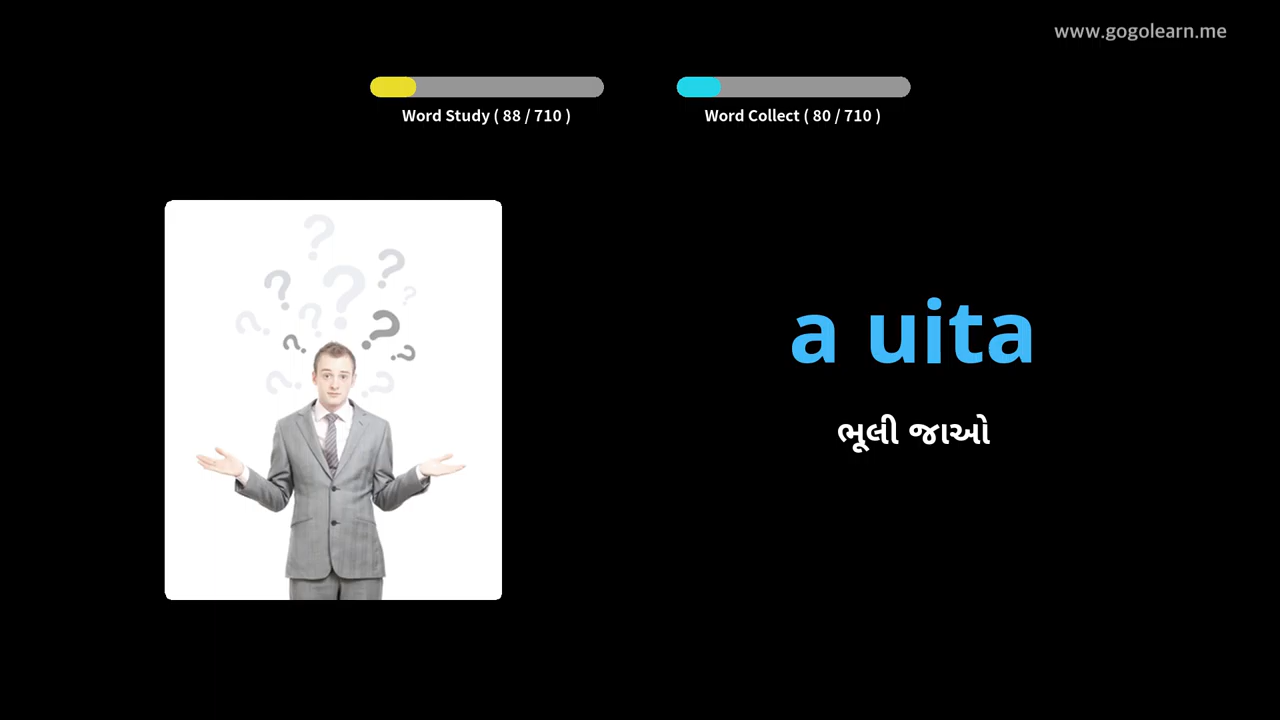 www.gogolearn.me
Word Study ( 88 / 710 )
Word Collect ( 80 / 710 )
a uita
ભૂલી જાઓ